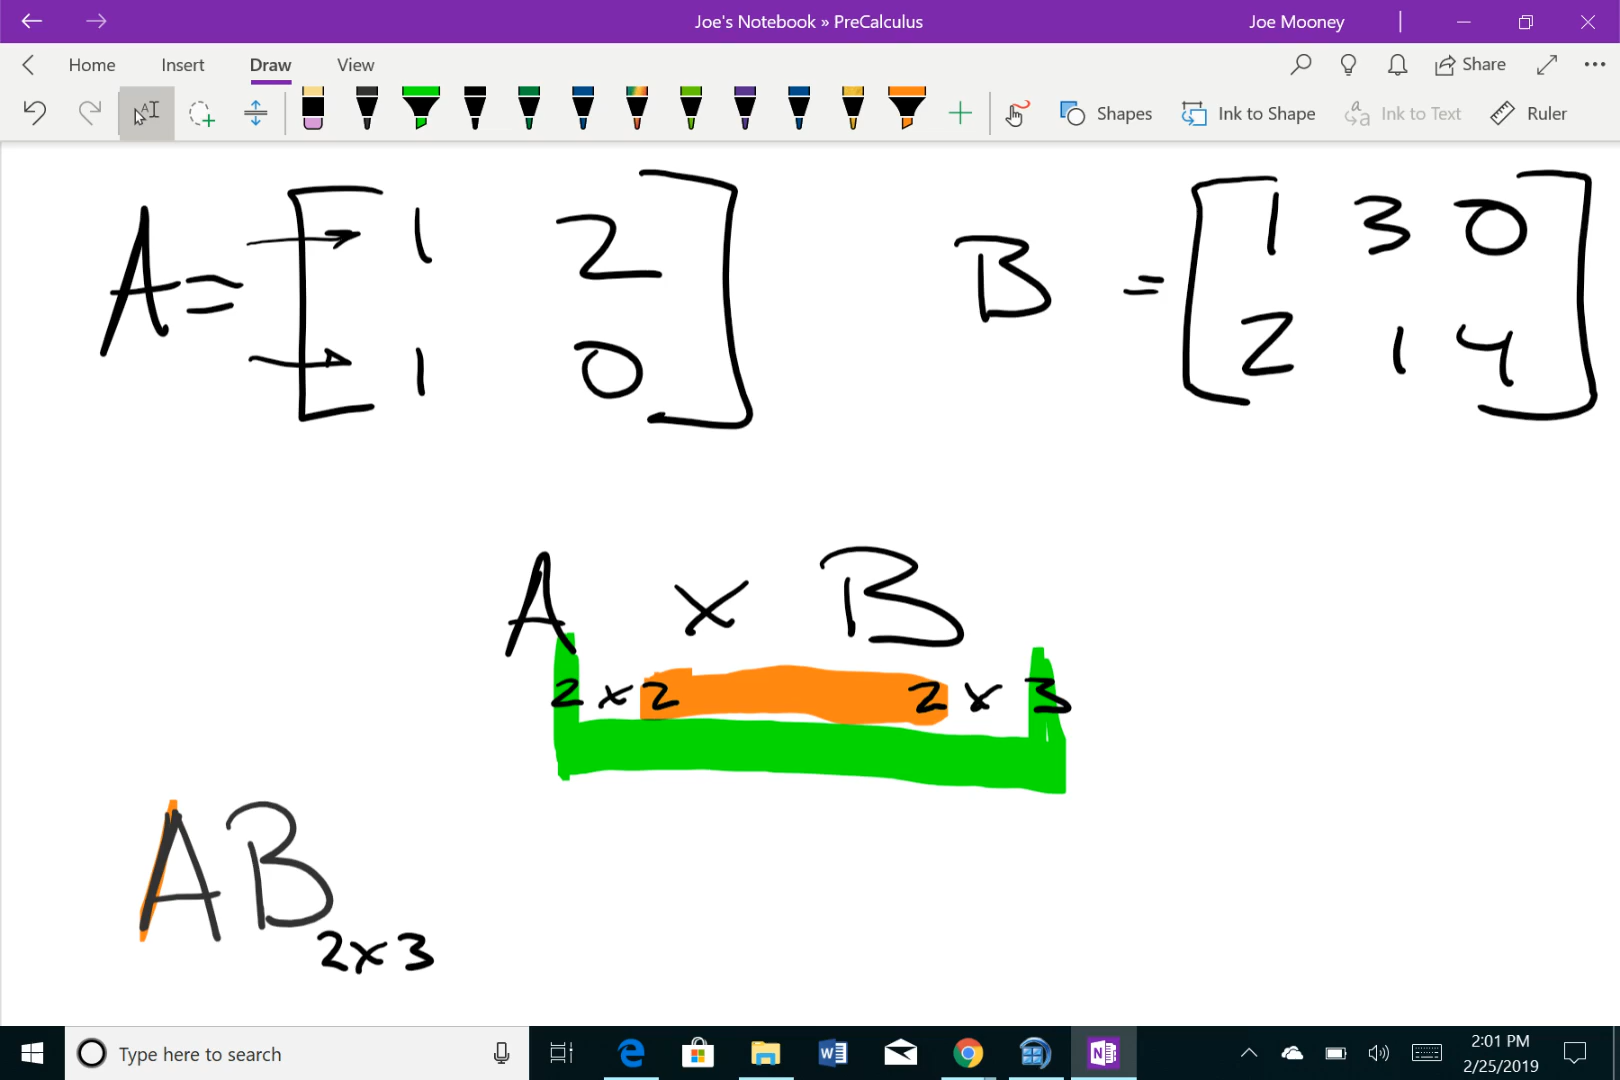 Joe's Notebook » PreCalculus
Joe Mooney
Home Insert Draw View
Share
Shapes Ink to Shape Ink to Text Ruler
A = [ 1 2
1 0 ]
B = [ 1 3 0
2 1 4 ]
A x B
2 x 2 2 x 3
AB 2x3
Type here to search
2:01 PM
2/25/2019